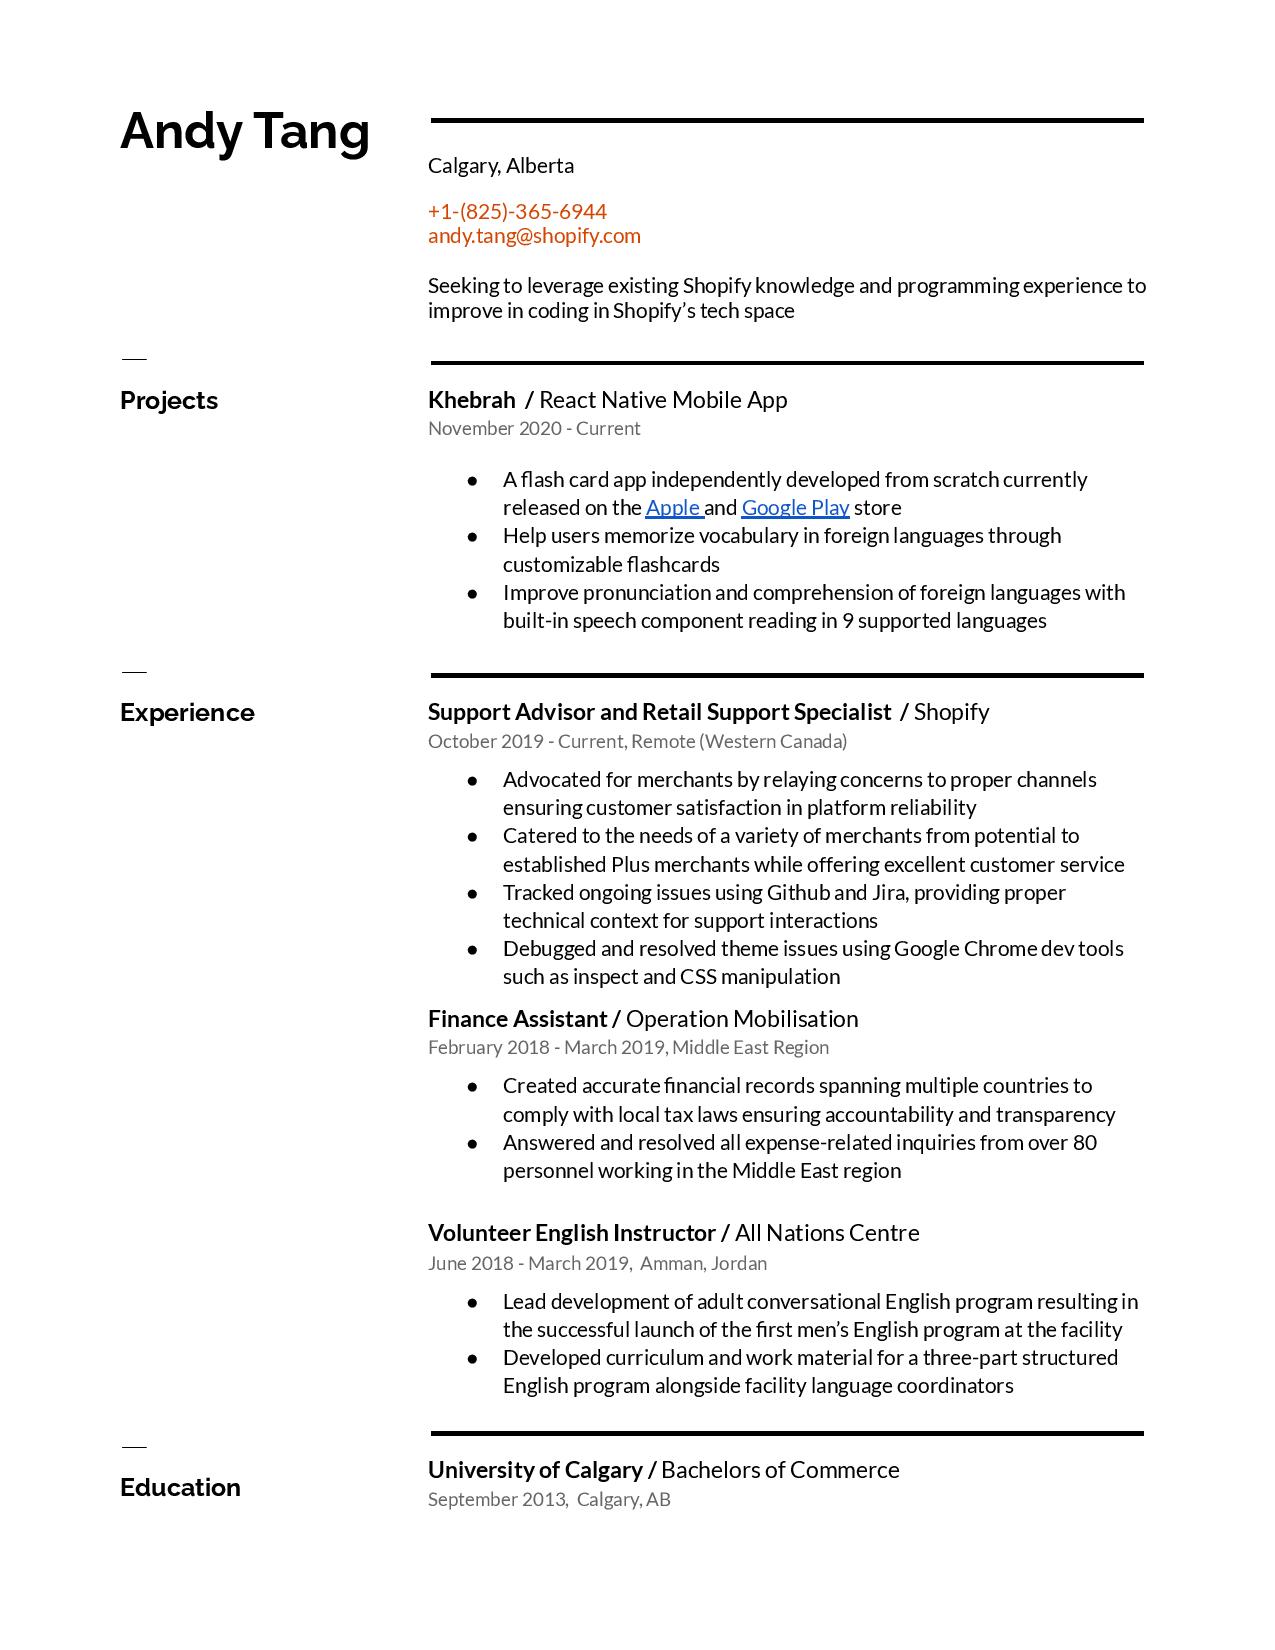 Andy Tang
Calgary, Alberta
+1-(825)-365-6944
andy.tang@shopify.com
Seeking to leverage existing Shopify knowledge and programming experience to
improve in coding in Shopify’s tech space
Projects
Khebrah / React Native Mobile App
November 2020 - Current
● A flash card app independently developed from scratch currently
released on the Apple and Google Play store
● Help users memorize vocabulary in foreign languages through
customizable flashcards
● Improve pronunciation and comprehension of foreign languages with
built-in speech component reading in 9 supported languages
Experience
Support Advisor and Retail Support Specialist / Shopify
October 2019 - Current, Remote (Western Canada)
● Advocated for merchants by relaying concerns to proper channels
ensuring customer satisfaction in platform reliability
● Catered to the needs of a variety of merchants from potential to
established Plus merchants while offering excellent customer service
● Tracked ongoing issues using Github and Jira, providing proper
technical context for support interactions
● Debugged and resolved theme issues using Google Chrome dev tools
such as inspect and CSS manipulation
Finance Assistant / Operation Mobilisation
February 2018 - March 2019, Middle East Region
● Created accurate financial records spanning multiple countries to
comply with local tax laws ensuring accountability and transparency
● Answered and resolved all expense-related inquiries from over 80
personnel working in the Middle East region
Volunteer English Instructor / All Nations Centre
June 2018 - March 2019, Amman, Jordan
● Lead development of adult conversational English program resulting in
the successful launch of the first men’s English program at the facility
● Developed curriculum and work material for a three-part structured
English program alongside facility language coordinators
Education
University of Calgary / Bachelors of Commerce
September 2013, Calgary, AB